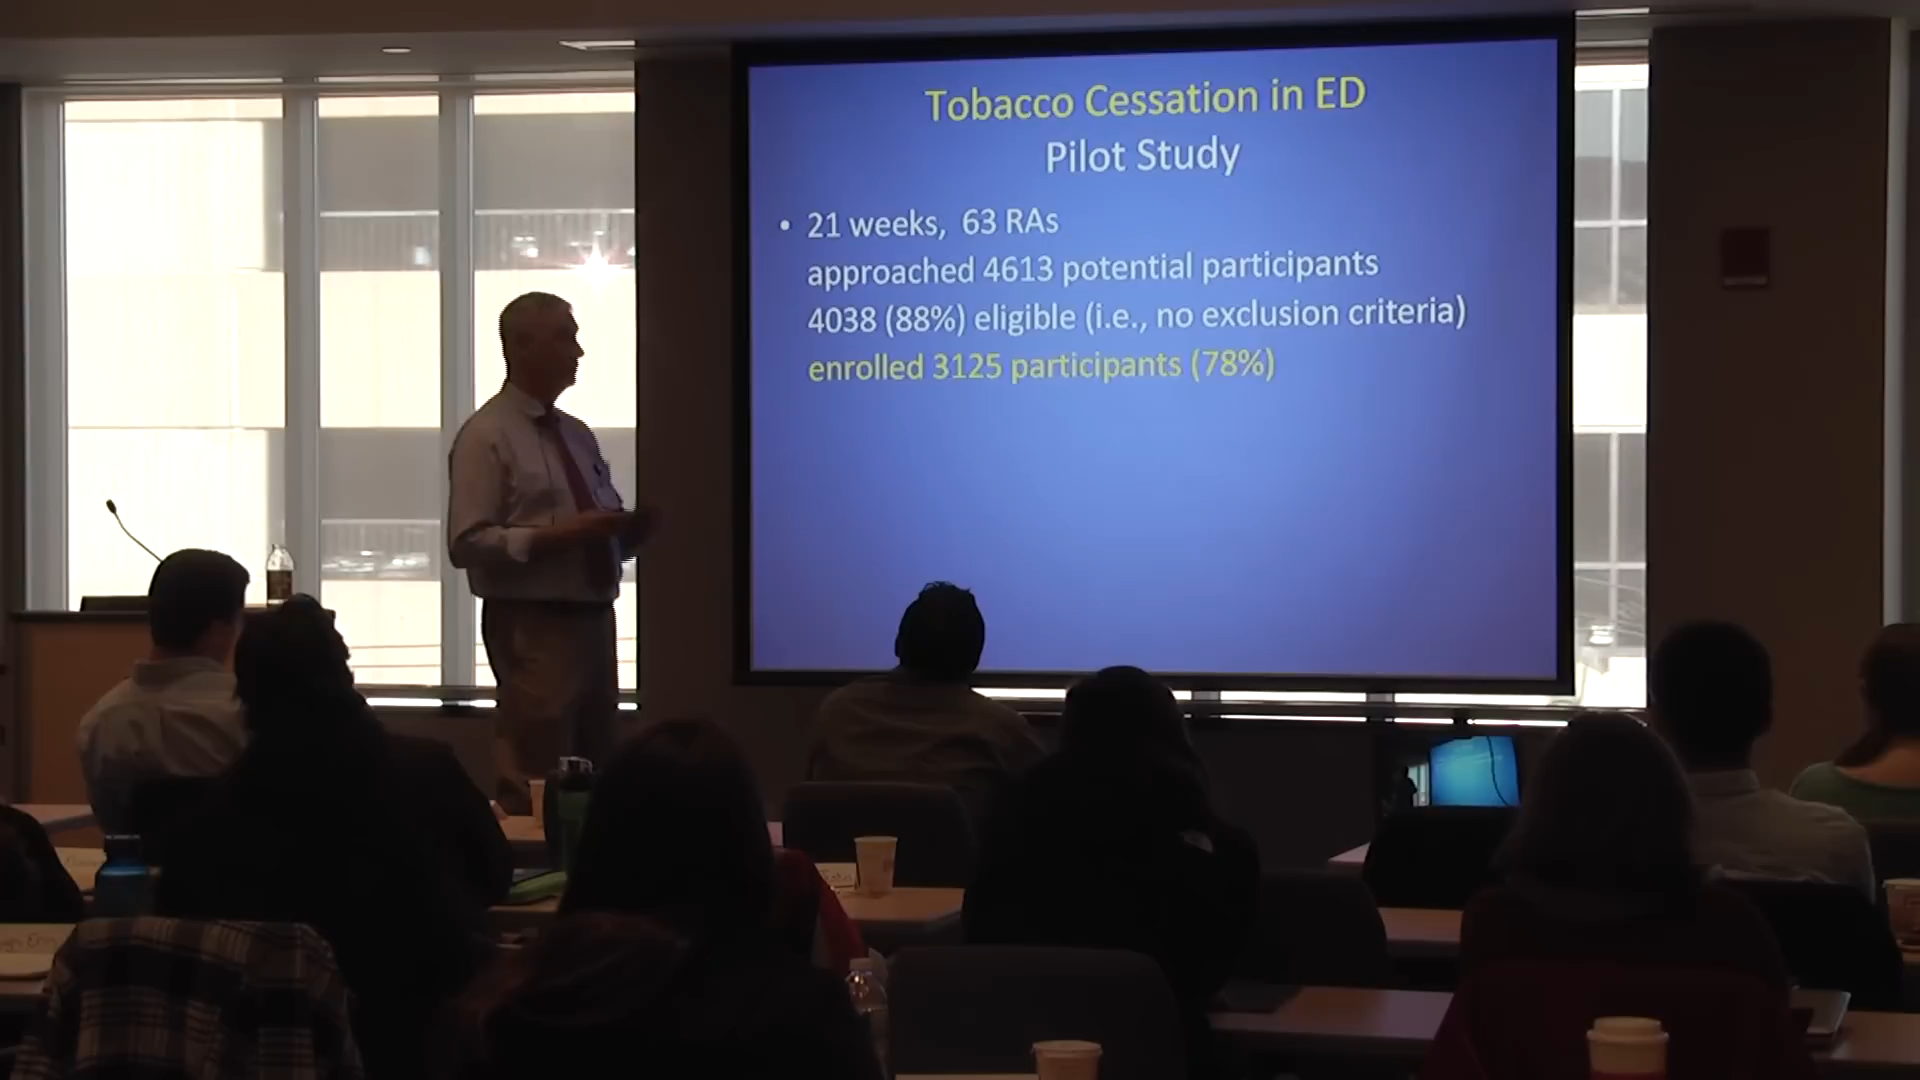 Tobacco Cessation in ED
Pilot Study
• 21 weeks, 63 RAs
approached 4613 potential participants
4038 (88%) eligible (i.e., no exclusion criteria)
enrolled 3125 participants (78%)